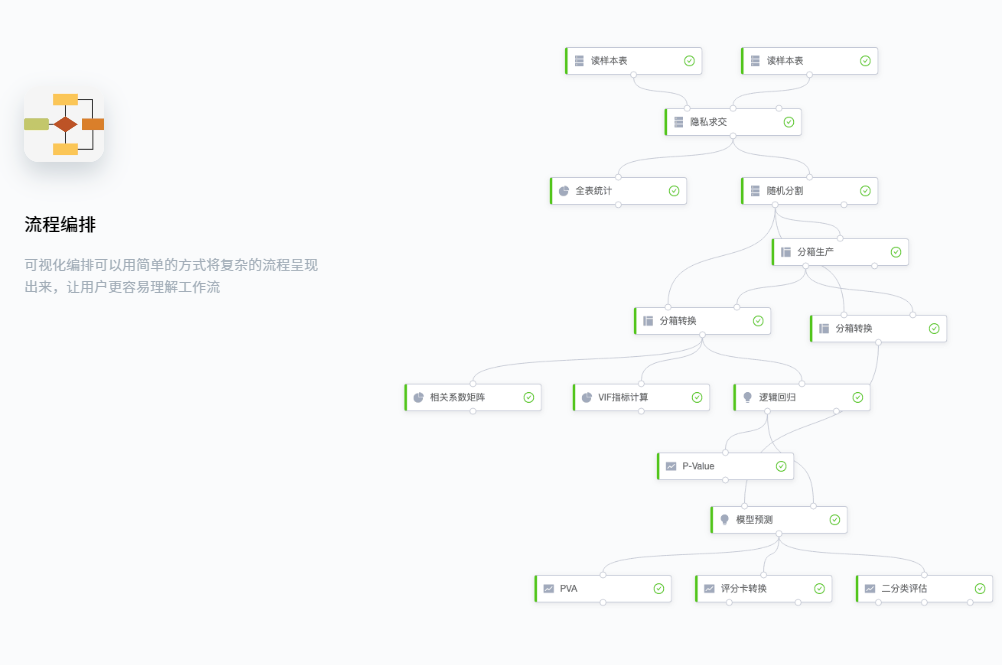 流程编排
可视化编排可以用简单的方式将复杂的流程呈现
出来，让用户更容易理解工作流
读样本表
读样本表
隐私求交
全表统计
随机分割
分箱生产
分箱转换
分箱转换
相关系数矩阵
VIF指标计算
逻辑回归
P-Value
模型预测
PVA
评分卡转换
二分类评估